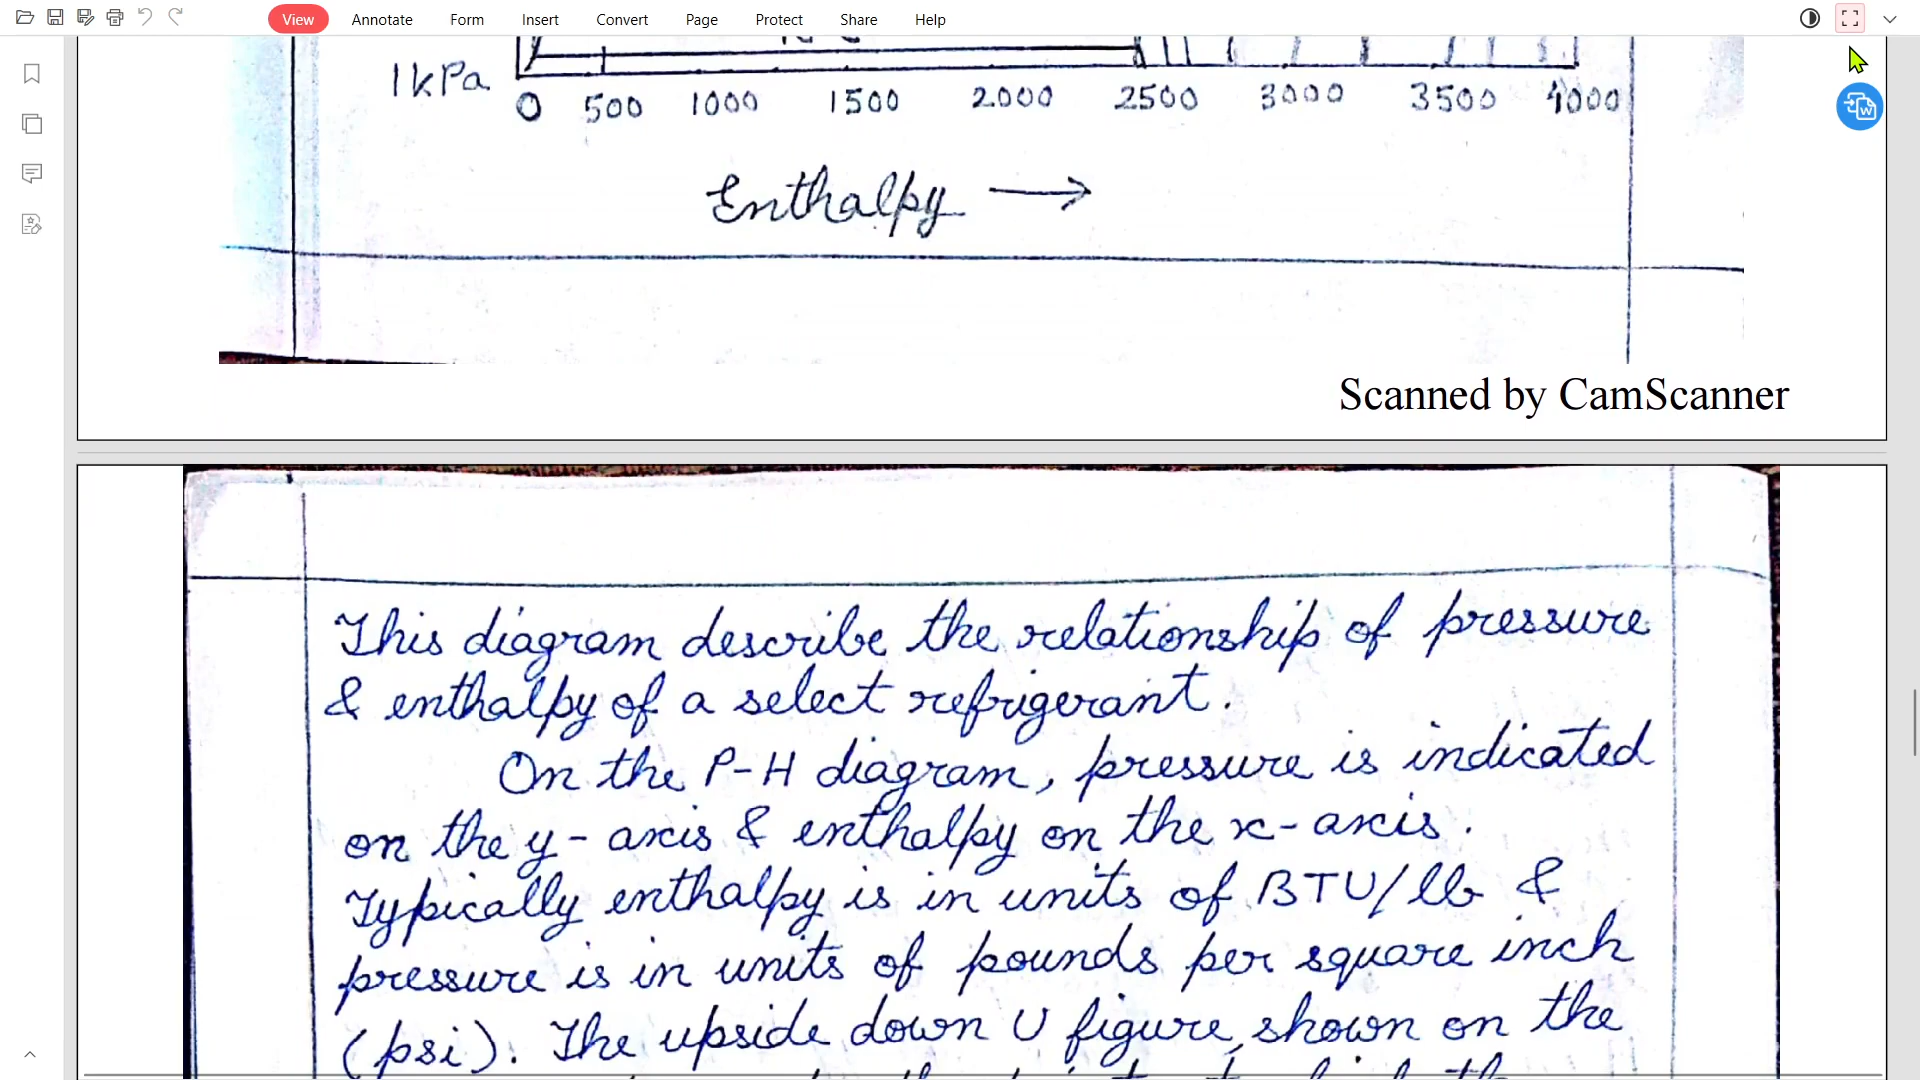 View Annotate Form Insert Convert Page Protect Share Help
1kPa
0 500 1000 1500 2000 2500 3000 3500 4000
Enthalpy →
Scanned by CamScanner
This diagram describe the relationship of pressure
& enthalpy of a select refrigerant.
On the P-H diagram, pressure is indicated
on the y-axis & enthalpy on the x-axis.
Typically enthalpy is in units of BTU/lb &
pressure is in units of pounds per square inch
(psi). The upside down U figure shown on the